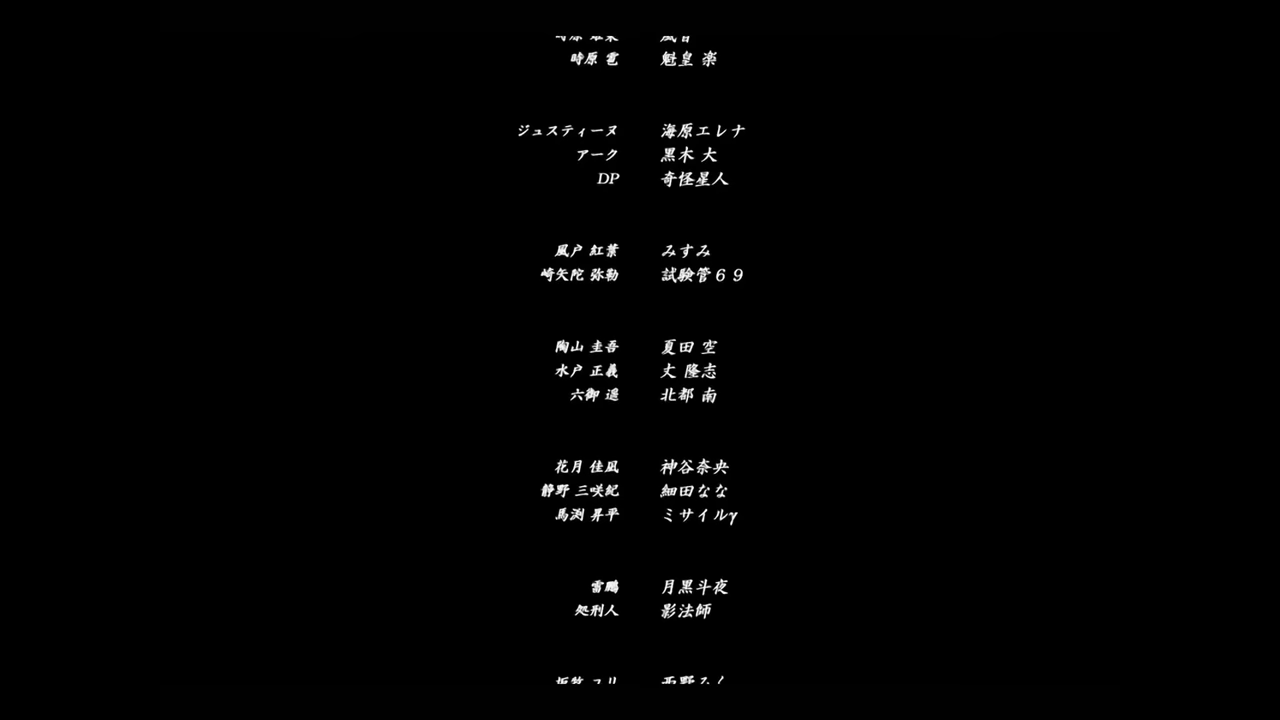 時原 雹 魁皇 楽
ジュスティーヌ 海原エレナ
アーク 黒木 大
DP 奇怪星人
風戸 紅葉 みすみ
崎矢陀 弥勒 試験管６９
陶山 圭吾 夏田 空
水戸 正義 丈 隆志
六御 遥 北都 南
花月 佳凪 神谷奈央
静野 三咲紀 細田なな
馬渕 昇平 ミサイルγ
雷鵬 月黒斗夜
処刑人 影法師